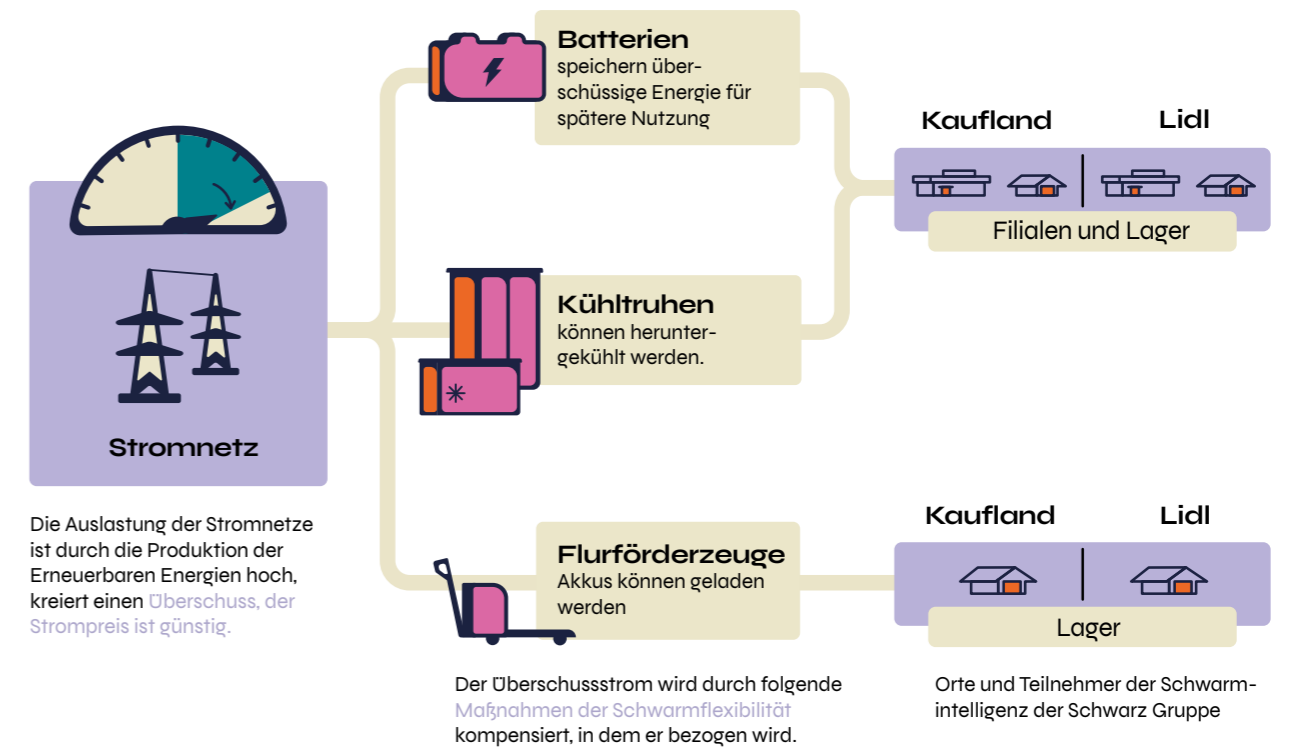 Stromnetz
Die Auslastung der Stromnetze
ist durch die Produktion der
Erneuerbaren Energien hoch,
kreiert einen Überschuss, der
Strompreis ist günstig.
Batterien
speichern über-
schüssige Energie für
spätere Nutzung
Kühltruhen
können herunter-
gekühlt werden.
Flurförderzeuge
Akkus können geladen
werden
Der Überschussstrom wird durch folgende
Maßnahmen der Schwarmflexibilität
kompensiert, in dem er bezogen wird.
Kaufland Lidl
Filialen und Lager
Kaufland Lidl
Lager
Orte und Teilnehmer der Schwarm-
intelligenz der Schwarz Gruppe